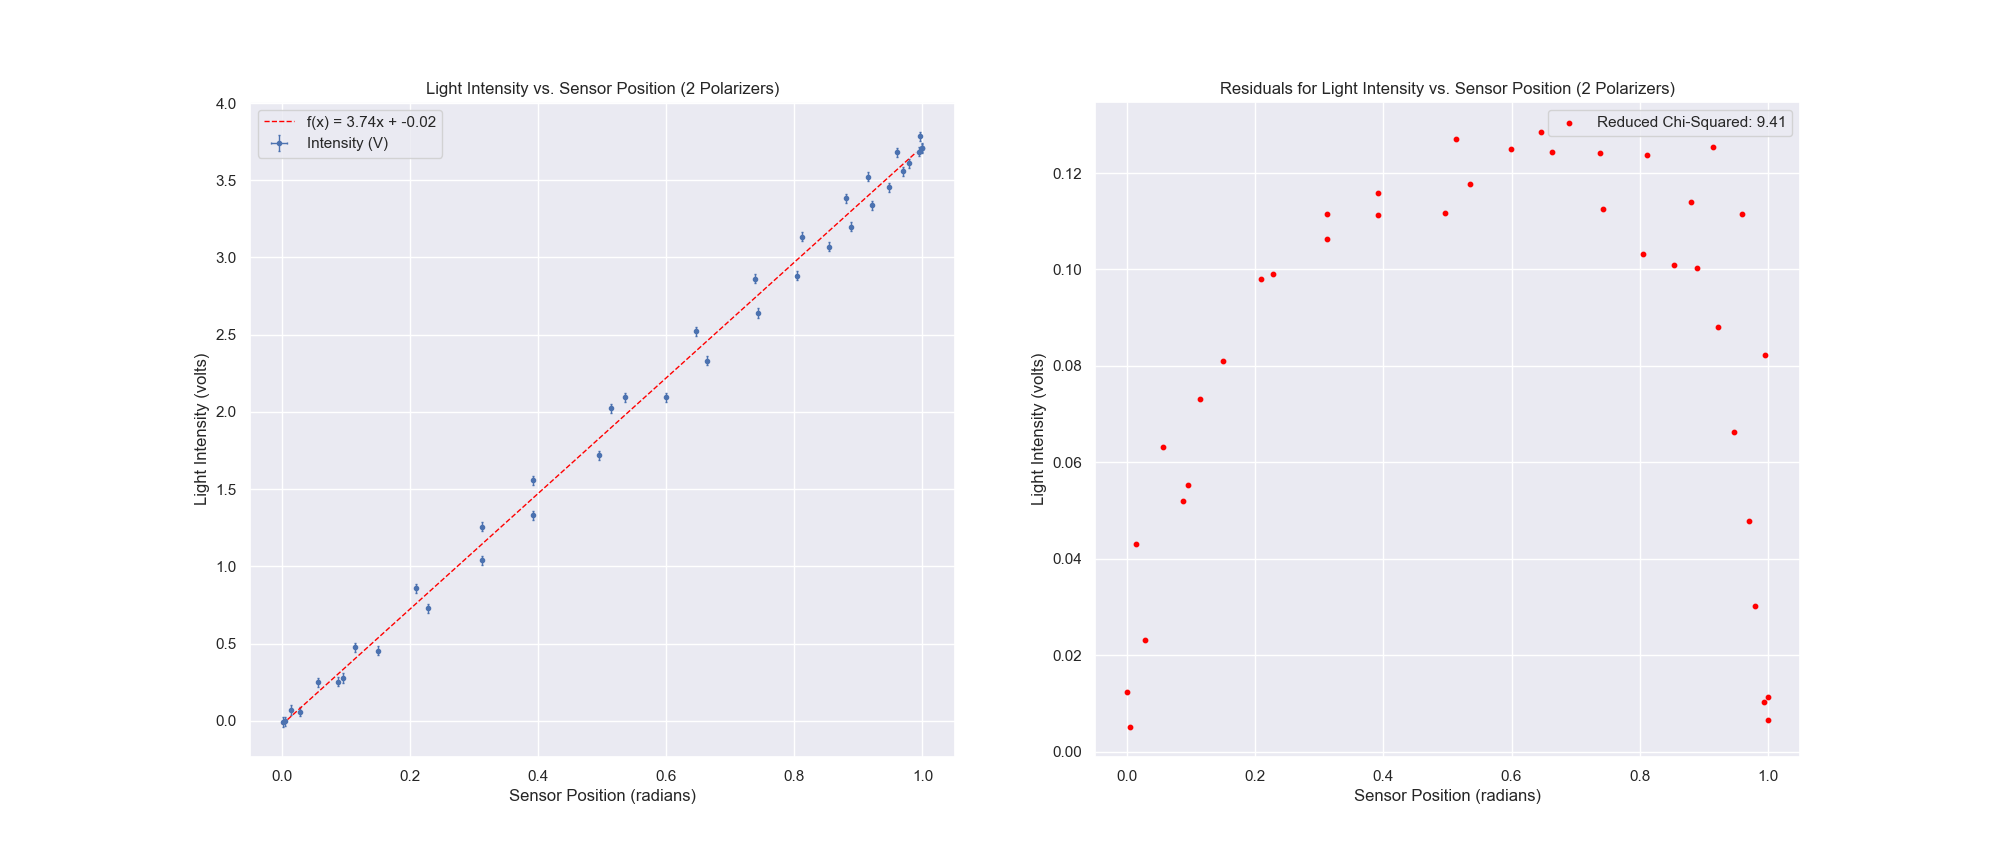 Light Intensity vs. Sensor Position (2 Polarizers)
f(x) = 3.74x + -0.02
Intensity (V)
4.0
3.5
3.0
2.5
2.0
1.5
1.0
0.5
0.0
Light Intensity (volts)
0.0 0.2 0.4 0.6 0.8 1.0
Sensor Position (radians)
Residuals for Light Intensity vs. Sensor Position (2 Polarizers)
Reduced Chi-Squared: 9.41
0.12
0.10
0.08
0.06
0.04
0.02
0.00
Light Intensity (volts)
0.0 0.2 0.4 0.6 0.8 1.0
Sensor Position (radians)